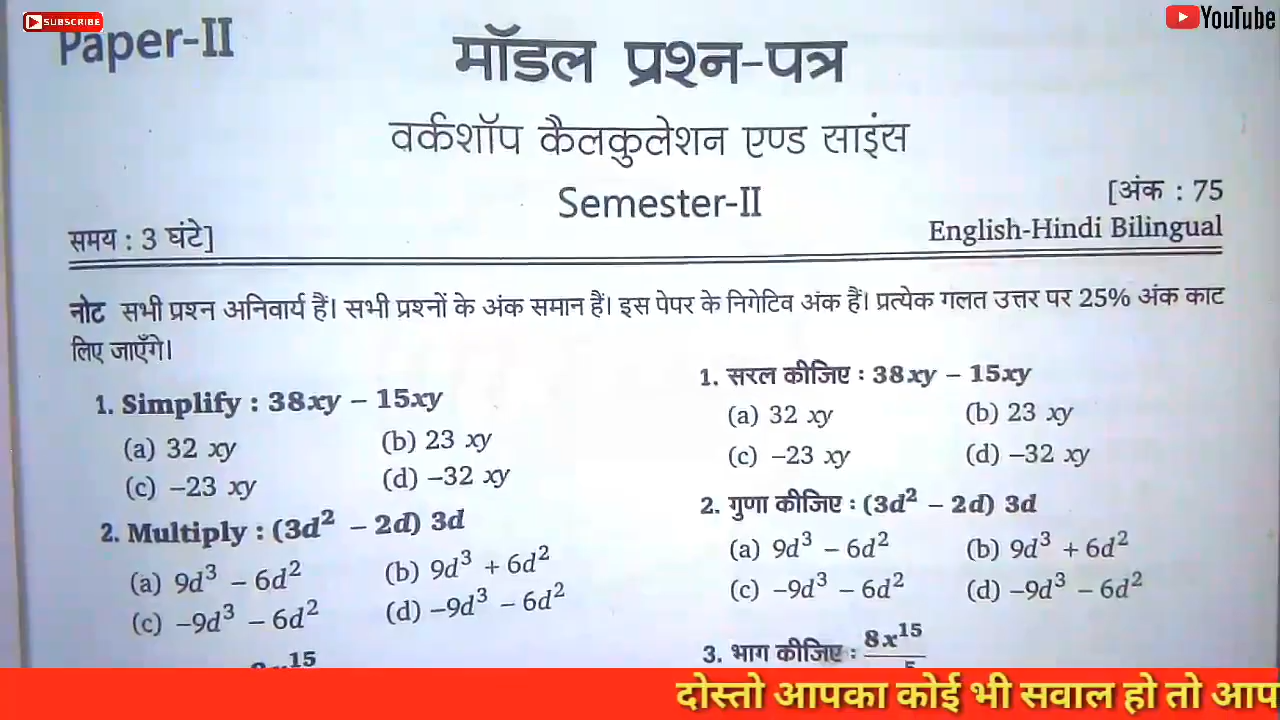 SUBSCRIBE
YouTube
Paper-II
मॉडल प्रश्न-पत्र
वर्कशॉप कैलकुलेशन एण्ड साइंस
Semester-II
[अंक : 75
समय : 3 घंटे]
English-Hindi Bilingual
नोट सभी प्रश्न अनिवार्य हैं। सभी प्रश्नों के अंक समान हैं। इस पेपर के निगेटिव अंक हैं। प्रत्येक गलत उत्तर पर 25% अंक काट
लिए जाएँगे।
1. Simplify : 38xy – 15xy
(a) 32 xy (b) 23 xy
(c) –23 xy (d) –32 xy
2. Multiply : (3d² – 2d) 3d
(a) 9d³ – 6d² (b) 9d³ + 6d²
(c) –9d³ – 6d² (d) –9d³ – 6d²
15
1. सरल कीजिए : 38xy – 15xy
(a) 32 xy (b) 23 xy
(c) –23 xy (d) –32 xy
2. गुणा कीजिए : (3d² – 2d) 3d
(a) 9d³ – 6d² (b) 9d³ + 6d²
(c) –9d³ – 6d² (d) –9d³ – 6d²
3. भाग कीजिए : 8x¹⁵
दोस्तो आपका कोई भी सवाल हो तो आप